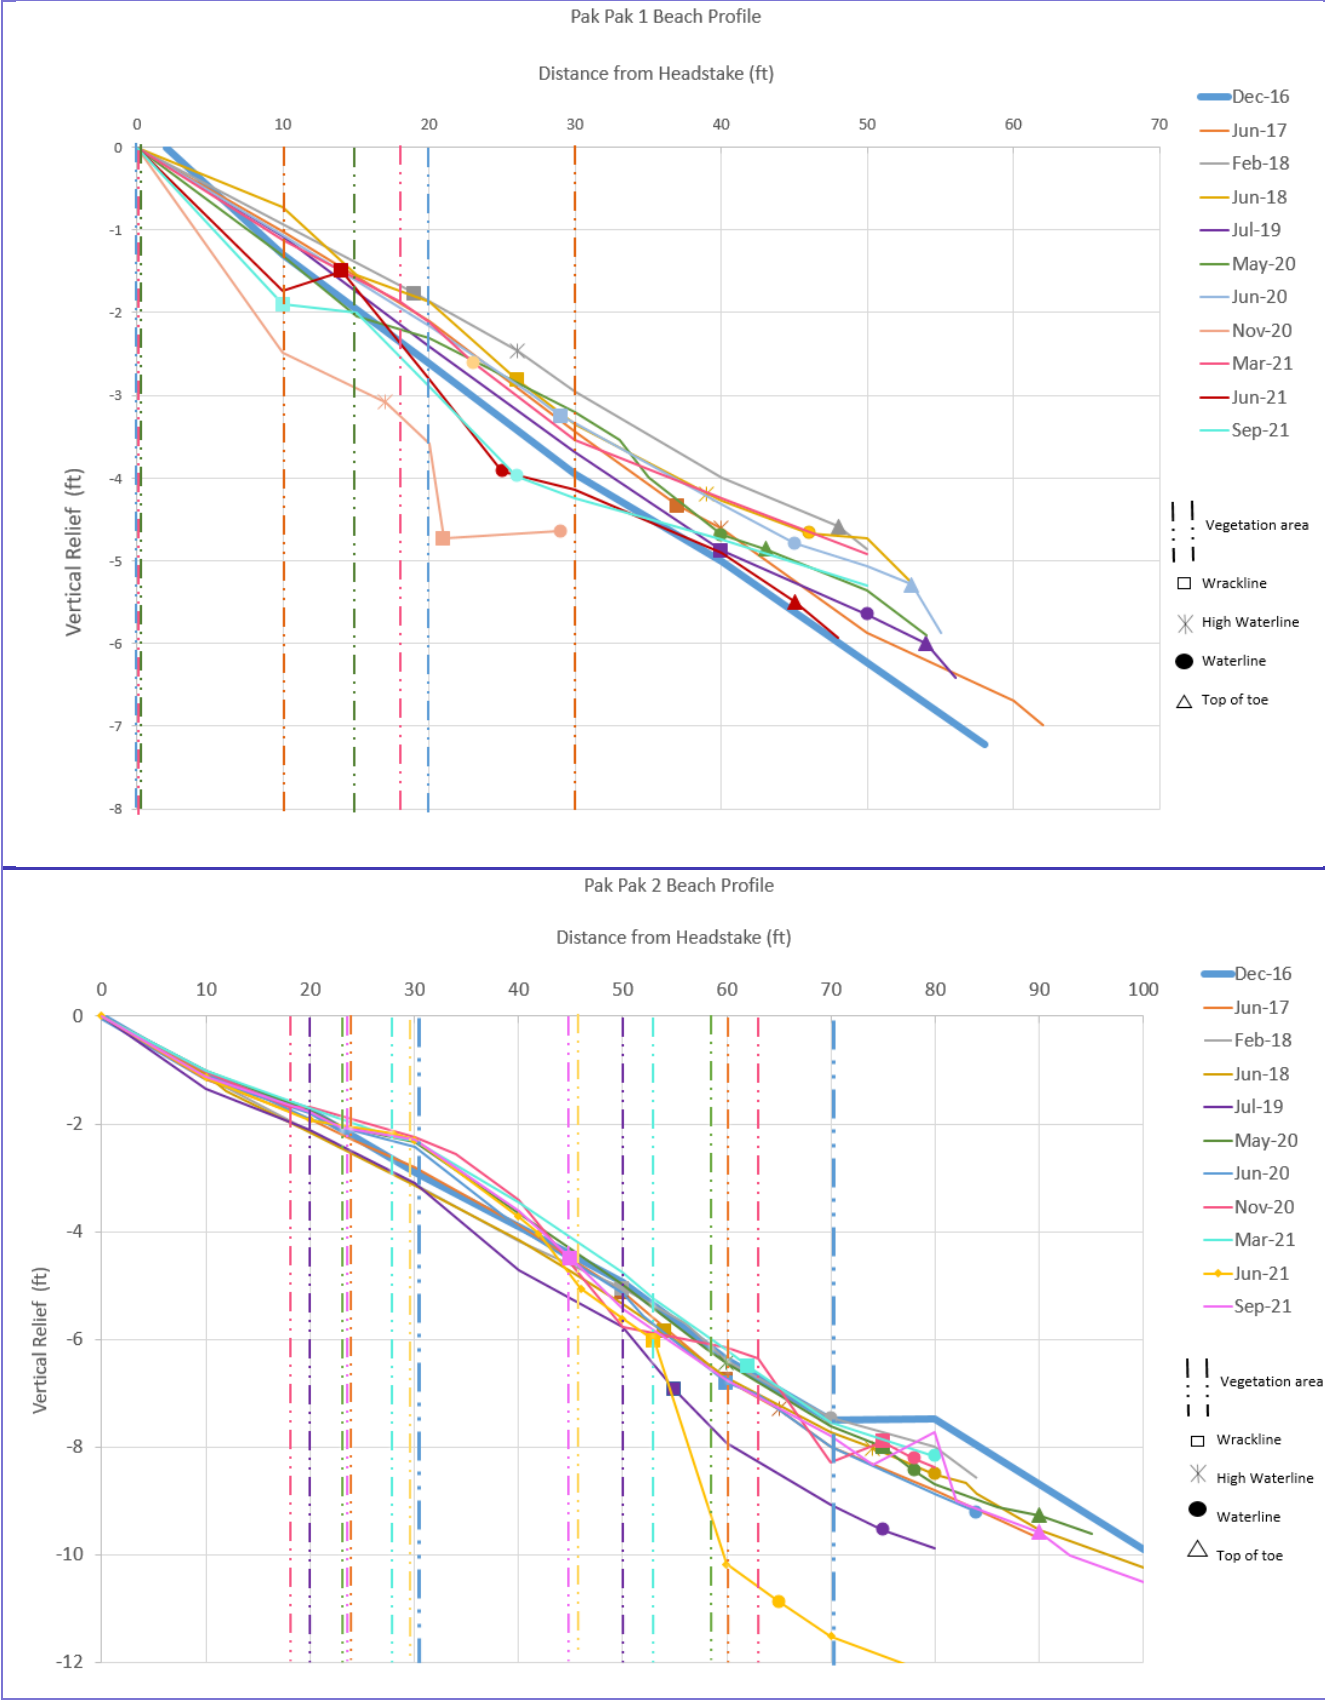 Pak Pak 1 Beach Profile
Distance from Headstake (ft)
0 10 20 30 40 50 60 70
0
-1
-2
-3
-4
-5
-6
-7
-8
Vertical Relief (ft)
Dec-16
Jun-17
Feb-18
Jun-18
Jul-19
May-20
Jun-20
Nov-20
Mar-21
Jun-21
Sep-21
Vegetation area
Wrackline
High Waterline
Waterline
Top of toe
Pak Pak 2 Beach Profile
Distance from Headstake (ft)
0 10 20 30 40 50 60 70 80 90 100
0
-2
-4
-6
-8
-10
-12
Vertical Relief (ft)
Dec-16
Jun-17
Feb-18
Jun-18
Jul-19
May-20
Jun-20
Nov-20
Mar-21
Jun-21
Sep-21
Vegetation area
Wrackline
High Waterline
Waterline
Top of toe